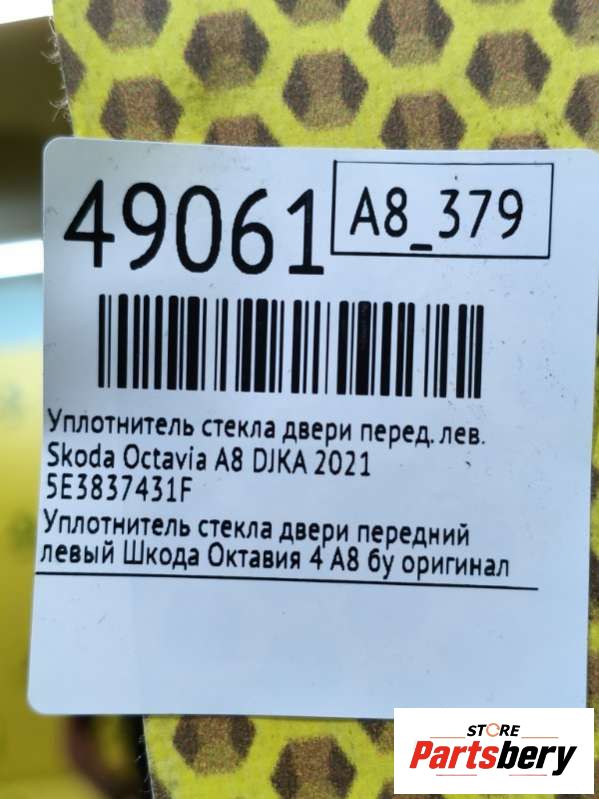 49061
A8_379
Уплотнитель стекла двери перед. лев.
Skoda Octavia A8 DJKA 2021
5E3837431F
Уплотнитель стекла двери передний
левый Шкода Октавия 4 А8 бу оригинал
STORE
Partsbery